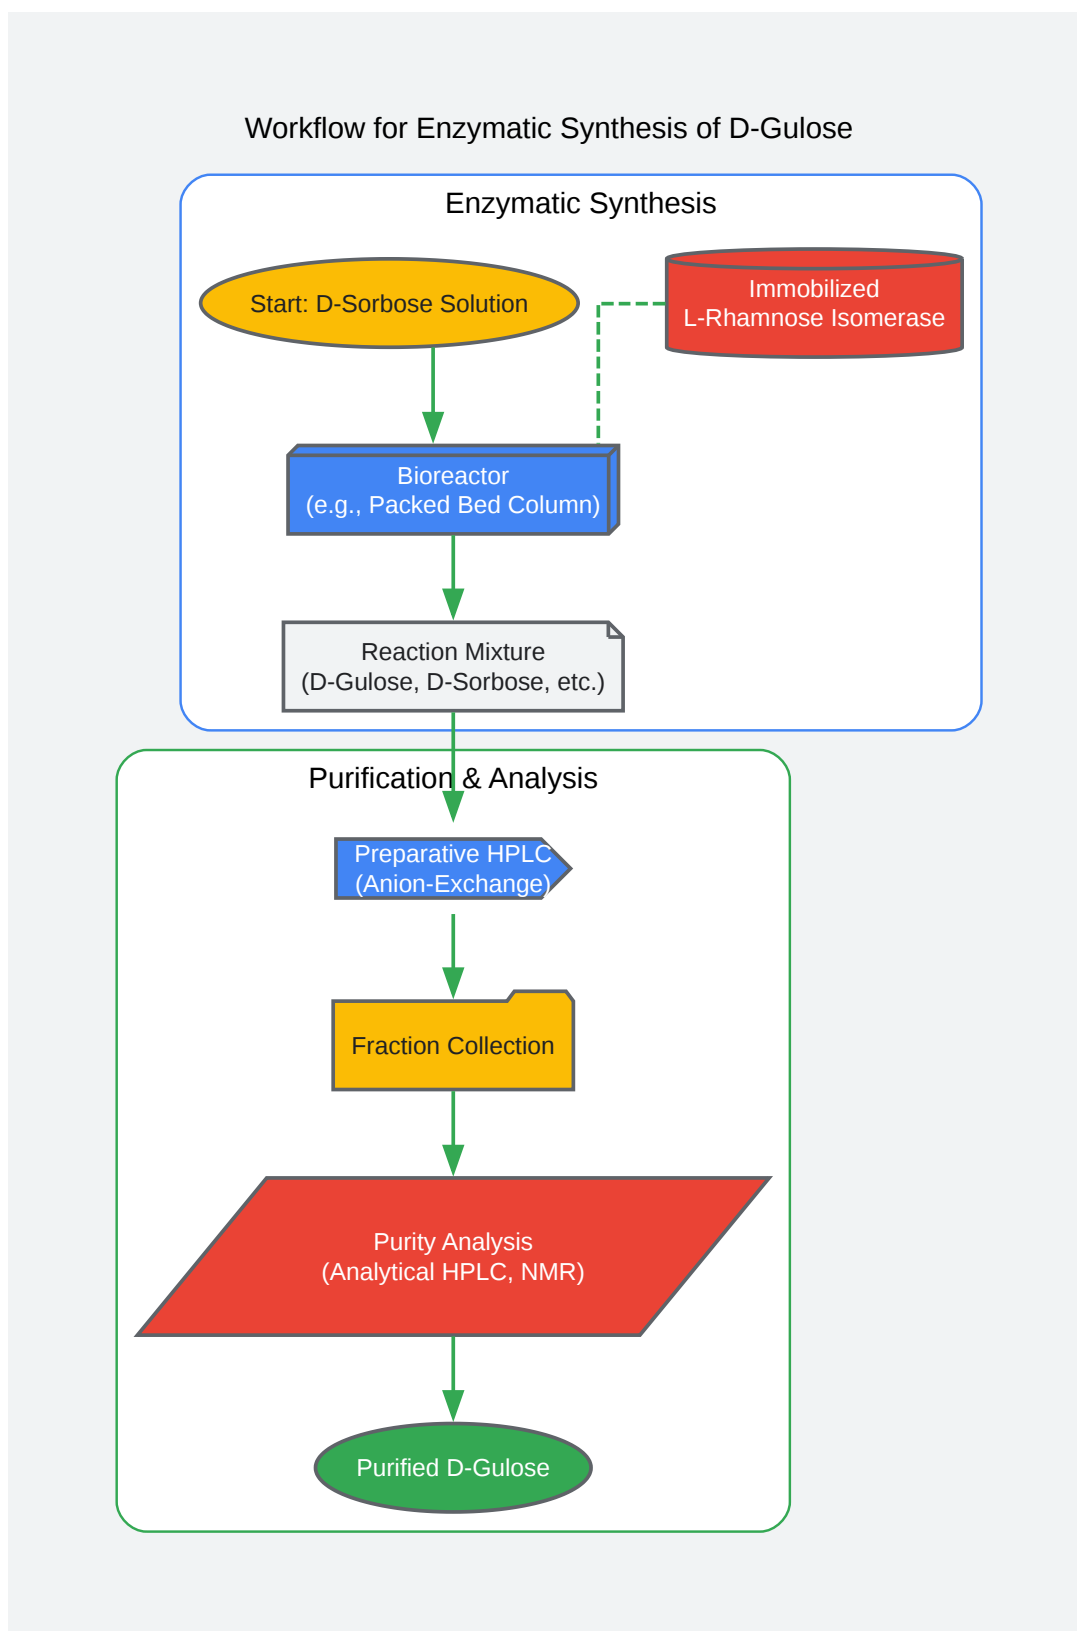 Workflow for Enzymatic Synthesis of D-Gulose
Enzymatic Synthesis
Start: D-Sorbose Solution
Immobilized
L-Rhamnose Isomerase
Bioreactor
(e.g., Packed Bed Column)
Reaction Mixture
(D-Gulose, D-Sorbose, etc.)
Purification & Analysis
Preparative HPLC
(Anion-Exchange)
Fraction Collection
Purity Analysis
(Analytical HPLC, NMR)
Purified D-Gulose